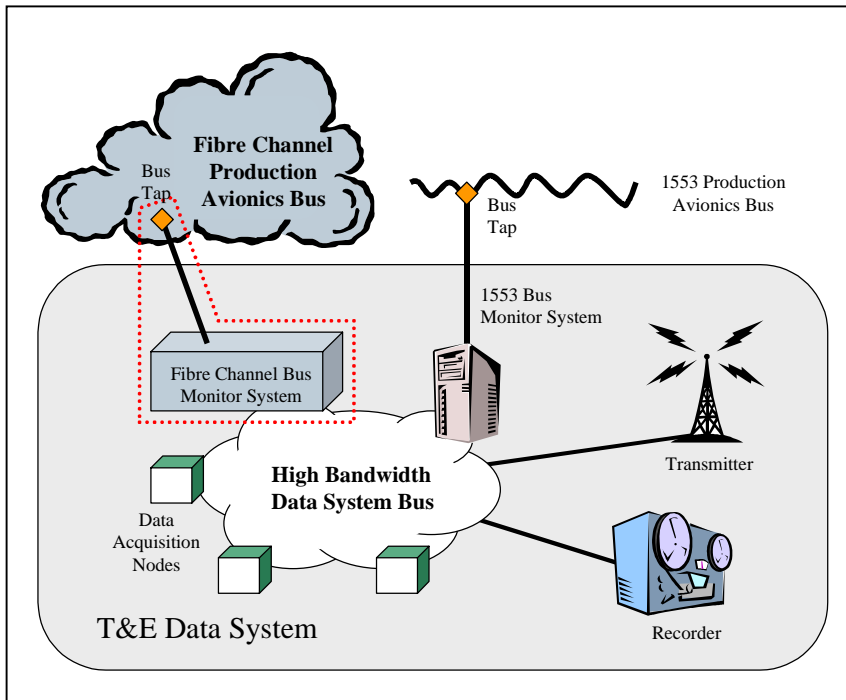 Fibre Channel
Production
Avionics Bus
Bus
Tap
Bus
Tap
1553 Production
Avionics Bus
1553 Bus
Monitor System
Fibre Channel Bus
Monitor System
Transmitter
High Bandwidth
Data System Bus
Data
Acquisition
Nodes
T&E Data System
Recorder